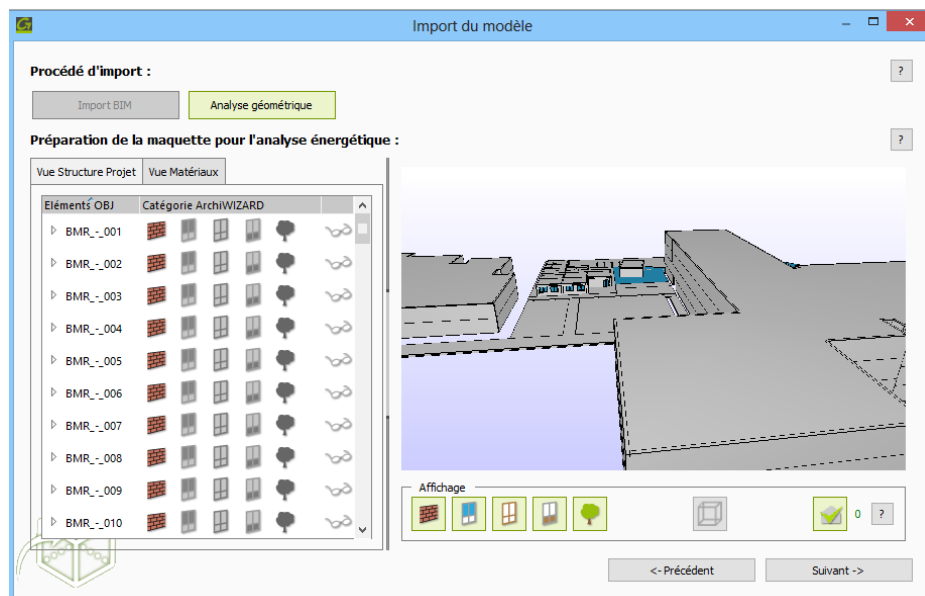 Import du modèle
Procédé d'import :
?
Import BIM
Analyse géométrique
Préparation de la maquette pour l'analyse énergétique :
?
Vue Structure Projet
Vue Matériaux
Eléments OBJ
Catégorie ArchiWIZARD
BMR_-_001
BMR_-_002
BMR_-_003
BMR_-_004
BMR_-_005
BMR_-_006
BMR_-_007
BMR_-_008
BMR_-_009
BMR_-_010
Affichage
0
?
<- Précédent
Suivant ->